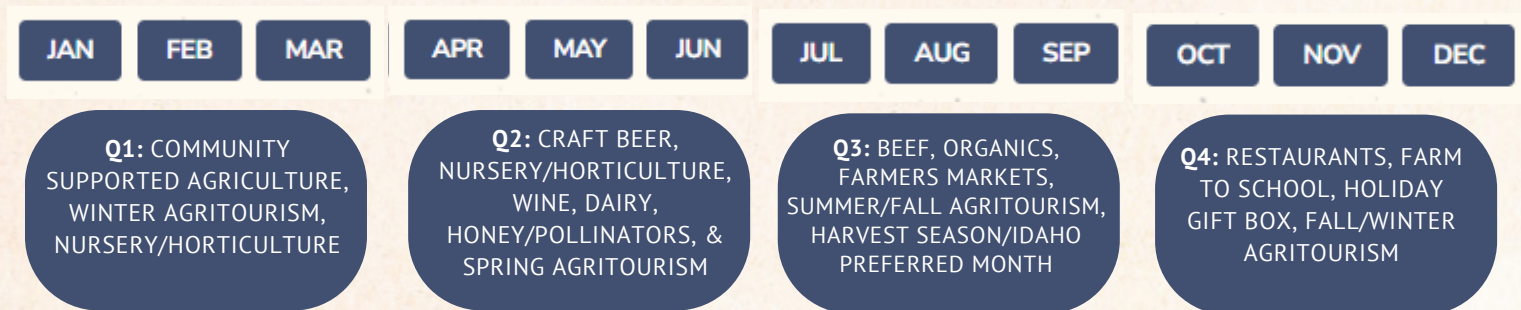 JAN FEB MAR APR MAY JUN JUL AUG SEP OCT NOV DEC
Q1: COMMUNITY
SUPPORTED AGRICULTURE,
WINTER AGRITOURISM,
NURSERY/HORTICULTURE
Q2: CRAFT BEER,
NURSERY/HORTICULTURE,
WINE, DAIRY,
HONEY/POLLINATORS, &
SPRING AGRITOURISM
Q3: BEEF, ORGANICS,
FARMERS MARKETS,
SUMMER/FALL AGRITOURISM,
HARVEST SEASON/IDAHO
PREFERRED MONTH
Q4: RESTAURANTS, FARM
TO SCHOOL, HOLIDAY
GIFT BOX, FALL/WINTER
AGRITOURISM